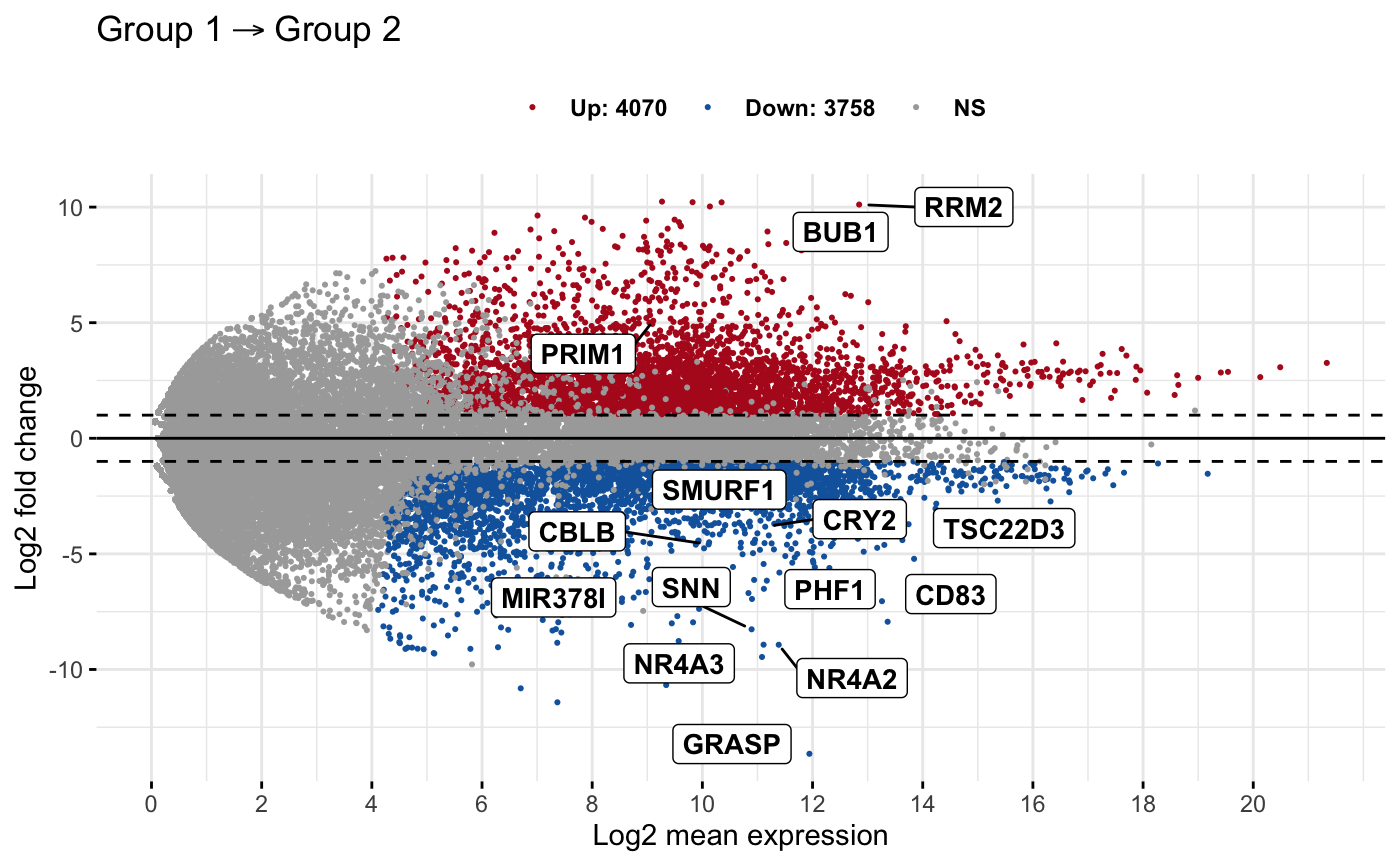 Group 1 → Group 2
Up: 4070 Down: 3758 NS
Log2 fold change
10
5
0
-5
-10
RRM2
BUB1
PRIM1
SMURF1
CRY2
TSC22D3
CBLB
SNN
PHF1
CD83
MIR378I
NR4A3
NR4A2
GRASP
0 2 4 6 8 10 12 14 16 18 20
Log2 mean expression